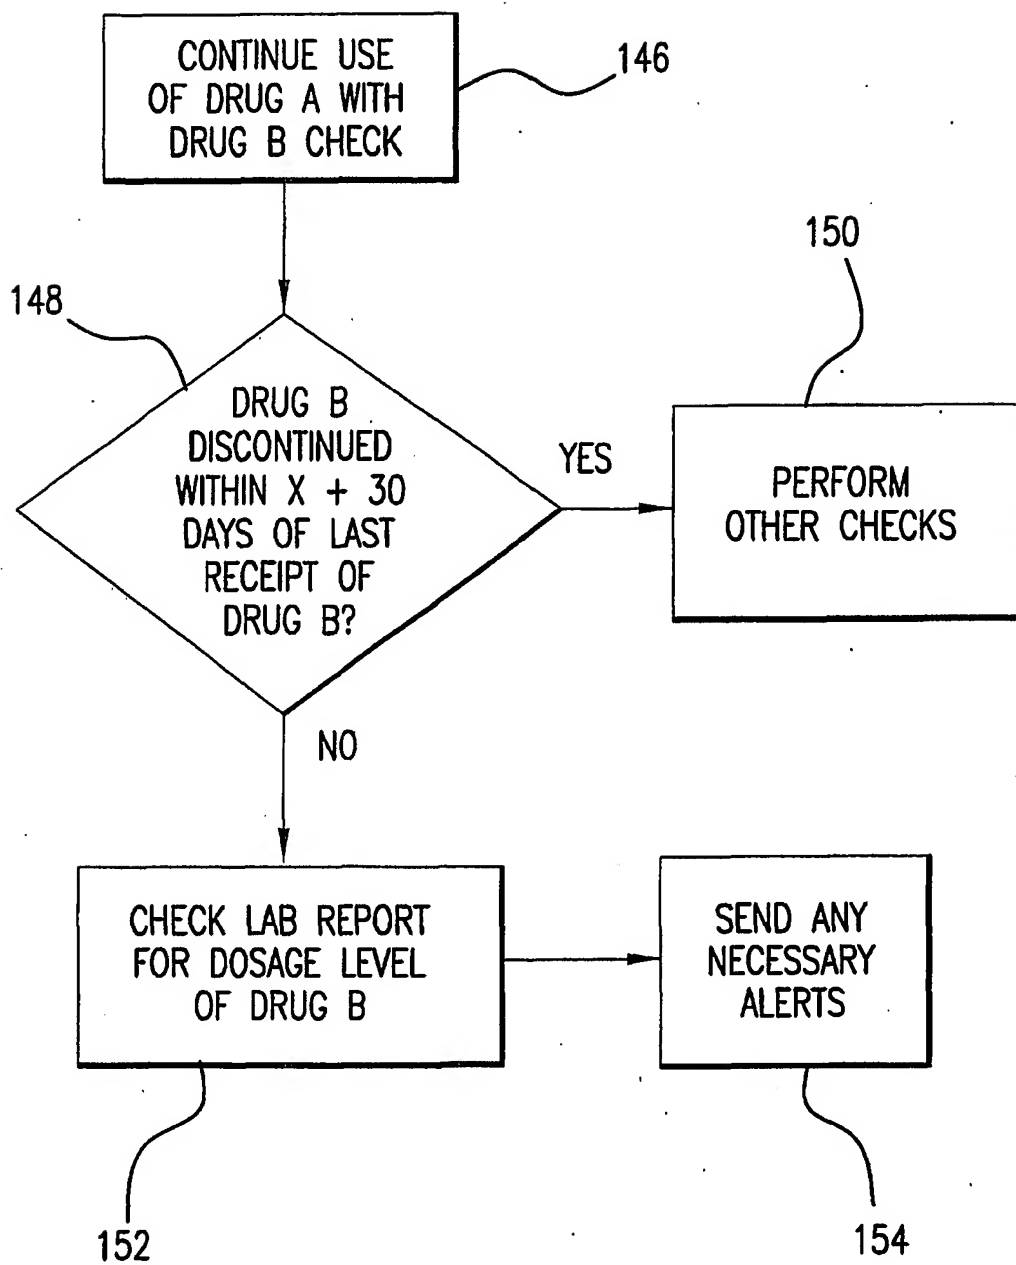 CONTINUE USE
OF DRUG A WITH
DRUG B CHECK
146
150
148
DRUG B
DISCONTINUED
WITHIN X + 30
DAYS OF LAST
RECEIPT OF
DRUG B?
YES
PERFORM
OTHER CHECKS
NO
CHECK LAB REPORT
FOR DOSAGE LEVEL
OF DRUG B
SEND ANY
NECESSARY
ALERTS
152
154